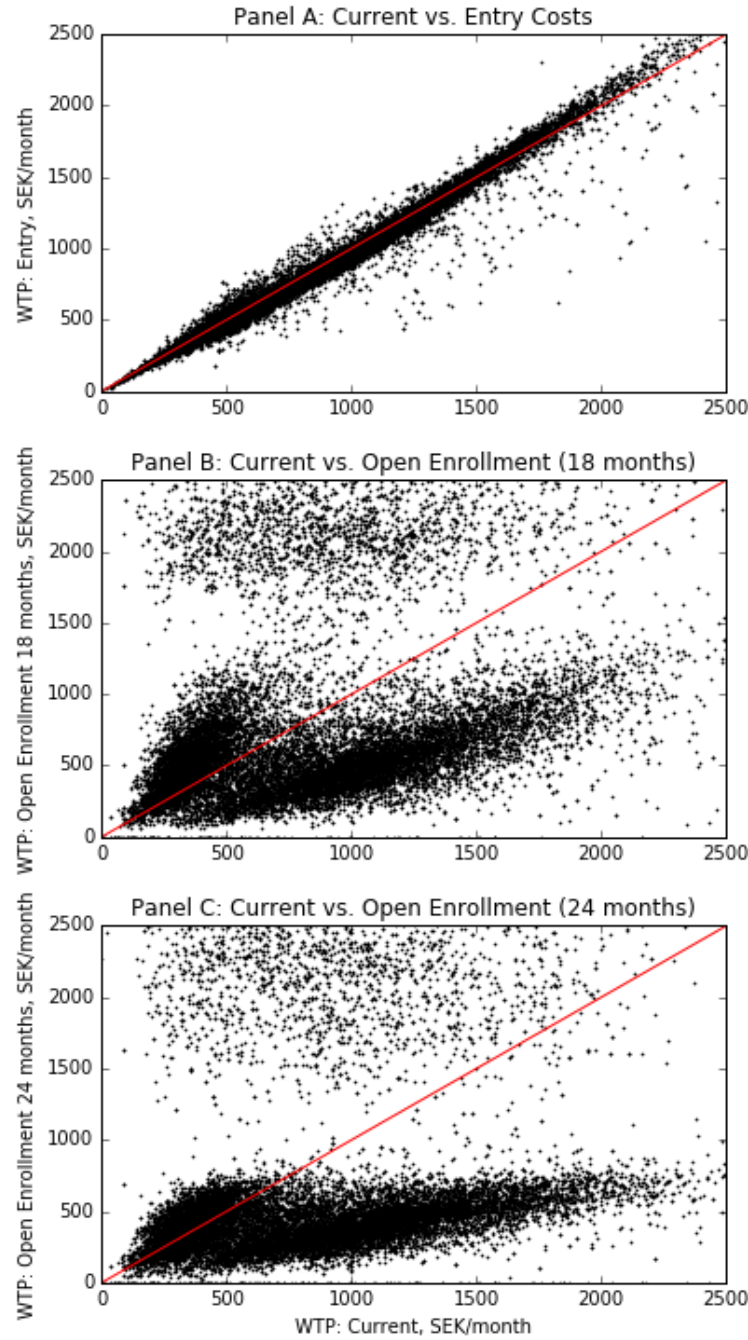 Panel A: Current vs. Entry Costs
WTP: Entry, SEK/month
2500
2000
1500
1000
500
0
0 500 1000 1500 2000 2500
Panel B: Current vs. Open Enrollment (18 months)
WTP: Open Enrollment 18 months, SEK/month
2500
2000
1500
1000
500
0
0 500 1000 1500 2000 2500
Panel C: Current vs. Open Enrollment (24 months)
WTP: Open Enrollment 24 months, SEK/month
2500
2000
1500
1000
500
0
0 500 1000 1500 2000 2500
WTP: Current, SEK/month